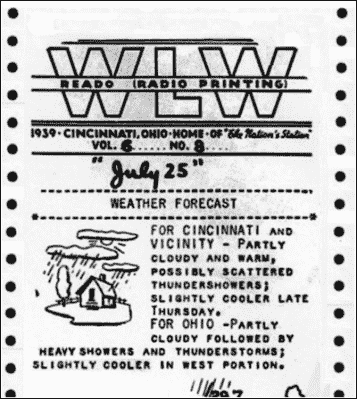 WLW
READO (RADIO PRINTING)
1939 · CINCINNATI, OHIO · HOME · OF "The Nation's Station"
VOL. 6...... NO. 8....
"July 25"
WEATHER FORECAST
FOR CINCINNATI AND
VICINITY - PARTLY
CLOUDY AND WARM,
POSSIBLY SCATTERED
THUNDERSHOWERS;
SLIGHTLY COOLER LATE
THURSDAY.
FOR OHIO -PARTLY
CLOUDY FOLLOWED BY
HEAVY SHOWERS AND THUNDERSTORMS;
SLIGHTLY COOLER IN WEST PORTION.